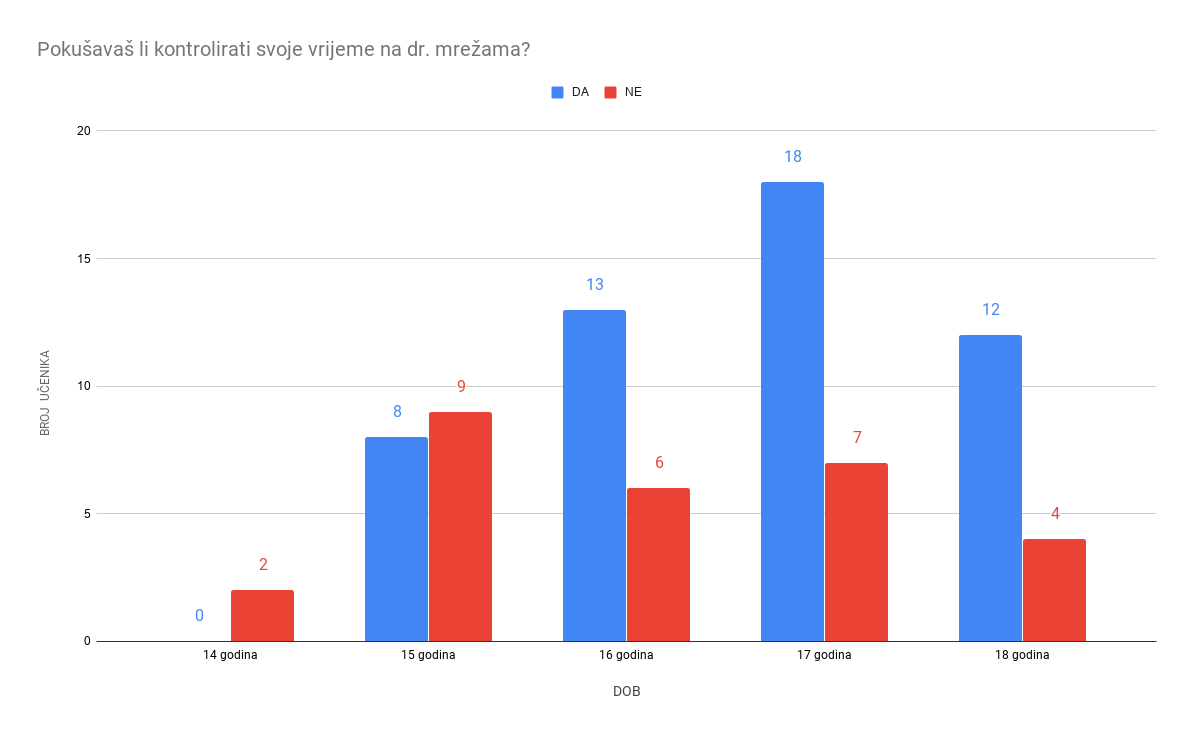 Pokušavaš li kontrolirati svoje vrijeme na dr. mrežama?
DA NE
BROJ UČENIKA
20
15
10
5
0
0 2
8 9
13 6
18 7
12 4
14 godina 15 godina 16 godina 17 godina 18 godina
DOB